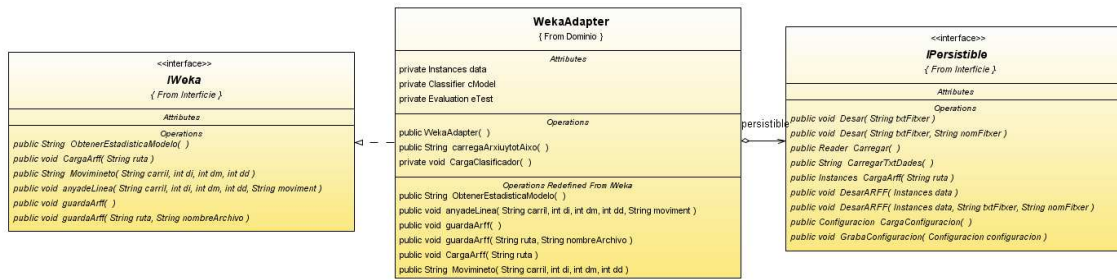 <<interface>>
IWeka
{ From Interfície }
Attributes
Operations
public String ObtenerEstadisticaModelo( )
public void CargaArff( String ruta )
public String Movimineto( String carril, int di, int dm, int dd )
public void anyadeLinea( String carril, int di, int dm, int dd, String moviment )
public void guardaArff( )
public void guardaArff( String ruta, String nombreArchivo )
WekaAdapter
{ From Dominio }
Attributes
private Instances data
private Classifier cModel
private Evaluation eTest
Operations
public WekaAdapter( )
public String carregaArxiuytotAixo( )
private void CargaClasificador( )
Operations Redefined From IWeka
public String ObtenerEstadisticaModelo( )
public void anyadeLinea( String carril, int di, int dm, int dd, String moviment )
public void guardaArff( )
public void guardaArff( String ruta, String nombreArchivo )
public void CargaArff( String ruta )
public String Movimineto( String carril, int di, int dm, int dd )
persistible
<<interface>>
IPersistible
{ From Interfície }
Attributes
Operations
public void Desar( String txtFitxer )
public void Desar( String txtFitxer, String nomFitxer )
public Reader Carregar( )
public String CarregarTxtDades( )
public Instances CargaArff( String ruta )
public void DesarARFF( Instances data )
public void DesarARFF( Instances data, String txtFitxer, String nomFitxer )
public Configuracion CargaConfiguracion( )
public void GrabaConfiguracion( Configuracion configuracion )